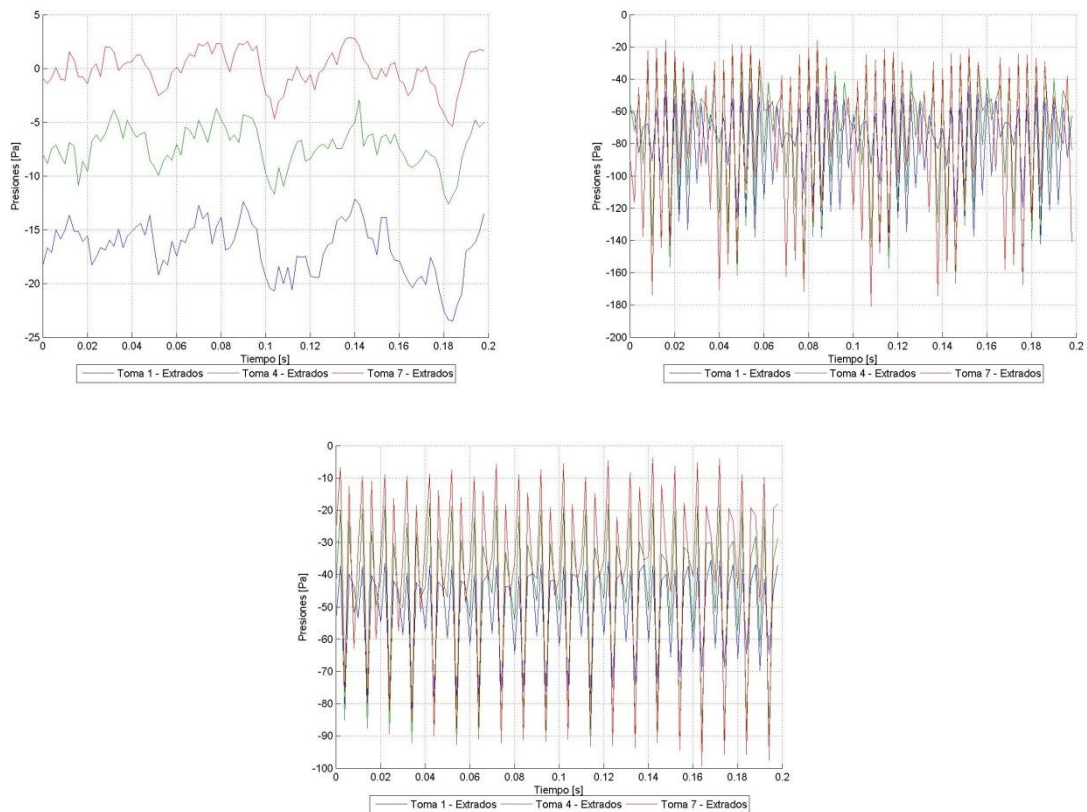 5
0
-5
-10
-15
-20
-25
Presiones [Pa]
0 0.02 0.04 0.06 0.08 0.1 0.12 0.14 0.16 0.18 0.2
Tiempo [s]
Toma 1 - Extrados Toma 4 - Extrados Toma 7 - Extrados
0
-20
-40
-60
-80
-100
-120
-140
-160
-180
-200
Presiones [Pa]
0 0.02 0.04 0.06 0.08 0.1 0.12 0.14 0.16 0.18 0.2
Tiempo [s]
Toma 1 - Extrados Toma 4 - Extrados Toma 7 - Extrados
0
-10
-20
-30
-40
-50
-60
-70
-80
-90
-100
Presiones [Pa]
0 0.02 0.04 0.06 0.08 0.1 0.12 0.14 0.16 0.18 0.2
Tiempo [s]
Toma 1 - Extrados Toma 4 - Extrados Toma 7 - Extrados